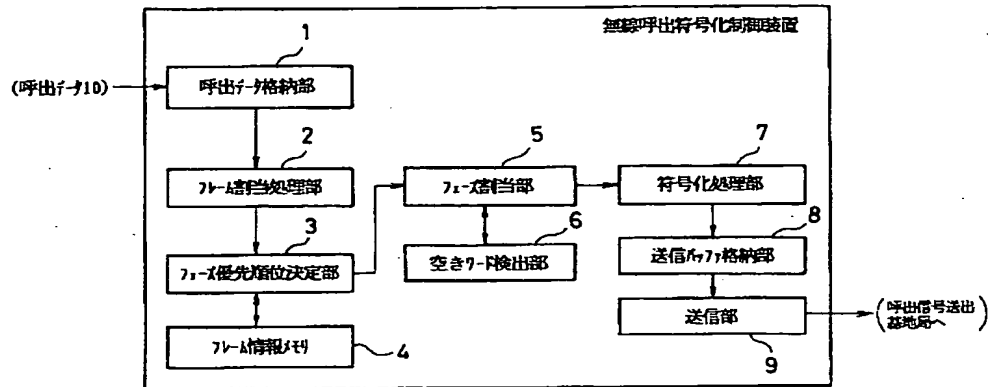 無線呼出符号化制御装置
1
(呼出データ10)
呼出データ格納部
2
フレーム割当処理部
3
フェーズ優先順位決定部
フレーム情報メモリ
4
5
フェーズ割当部
6
空きワード検出部
7
符号化処理部
8
送信バッファ格納部
送信部
9
(呼出信号送出
基地局へ)